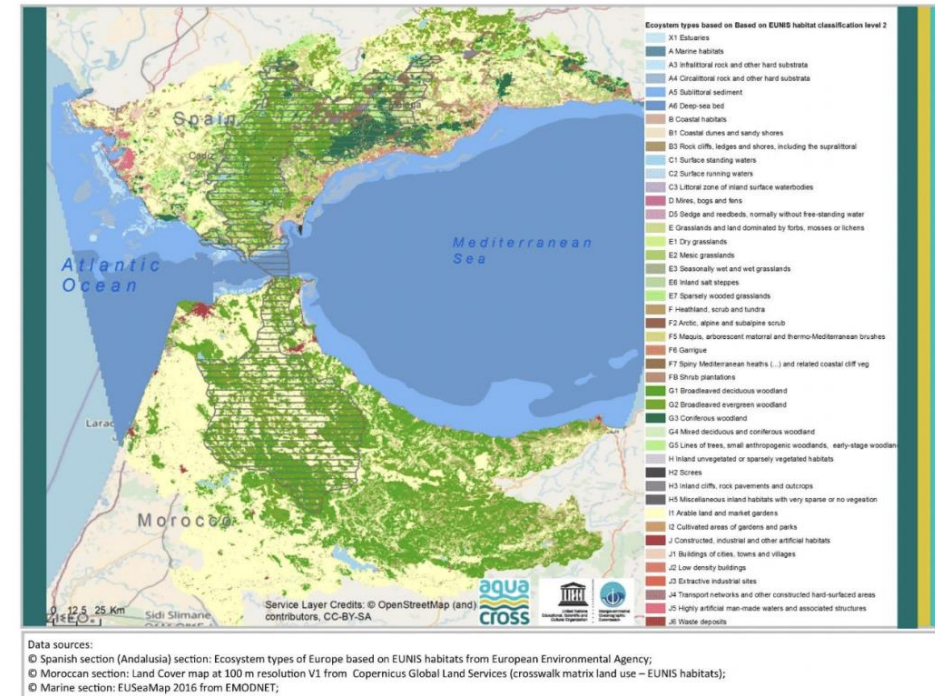 Ecosystem types based on Based on EUNIS habitat classification level 2
X1 Estuaries
A Marine habitats
A3 Infralittoral rock and other hard substrata
A4 Circalittoral rock and other hard substrata
A5 Sublittoral sediment
A6 Deep-sea bed
B Coastal habitats
B1 Coastal dunes and sandy shores
B3 Rock cliffs, ledges and shores, including the supralittoral
C1 Surface standing waters
C2 Surface running waters
C3 Littoral zone of inland surface waterbodies
D Mires, bogs and fens
D5 Sedge and reedbeds, normally without free-standing water
E Grasslands and land dominated by forbs, mosses or lichens
E1 Dry grasslands
E2 Mesic grasslands
E3 Seasonally wet and wet grasslands
E6 Inland salt steppes
E7 Sparsely wooded grasslands
F Heathland, scrub and tundra
F2 Arctic, alpine and subalpine scrub
F5 Maquis, arborescent matorral and thermo-Mediterranean brushes
F6 Garrigue
F7 Spiny Mediterranean heaths (...) and related coastal cliff veg
FB Shrub plantations
G1 Broadleaved deciduous woodland
G2 Broadleaved evergreen woodland
G3 Coniferous woodland
G4 Mixed deciduous and coniferous woodland
G5 Lines of trees, small anthropogenic woodlands, early-stage woodlan
H Inland unvegetated or sparsely vegetated habitats
H2 Screes
H3 Inland cliffs, rock pavements and outcrops
H5 Miscellaneous inland habitats with very sparse or no vegeation
I1 Arable land and market gardens
I2 Cultivated areas of gardens and parks
J Constructed, industrial and other artificial habitats
J1 Buildings of cities, towns and villages
J2 Low density buildings
J3 Extractive industrial sites
J4 Transport networks and other constructed hard-surfaced areas
J5 Highly artificial man-made waters and associated structures
J6 Waste deposits
Spain
Malaga
Cadiz
Mediterranean
Sea
Atlantic
Ocean
Larac
Morocco
0 12,5 25 Km
Sidi Slimane
Service Layer Credits: © OpenStreetMap (and)
contributors, CC-BY-SA
aqua
cross
UNESCO
United Nations
Educational, Scientific and
Cultural Organization
Intergovernmental
Oceanographic
Commission
Data sources:
© Spanish section (Andalusia) section: Ecosystem types of Europe based on EUNIS habitats from European Environmental Agency;
© Moroccan section: Land Cover map at 100 m resolution V1 from Copernicus Global Land Services (crosswalk matrix land use – EUNIS habitats);
© Marine section: EUSeaMap 2016 from EMODNET;